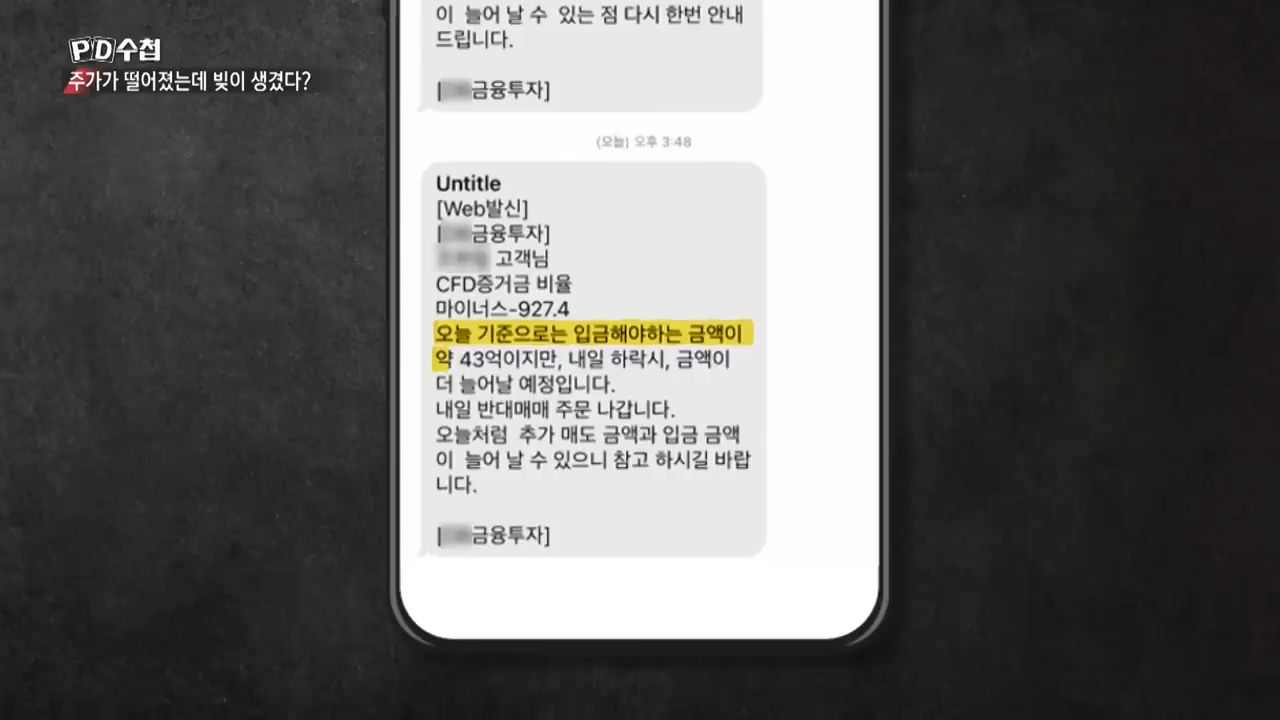 PD수첩
주가가 떨어졌는데 빚이 생겼다?
이 늘어 날 수 있는 점 다시 한번 안내
드립니다.
[금융투자]
(오늘) 오후 3:48
Untitle
[Web발신]
[금융투자]
고객님
CFD증거금 비율
마이너스-927.4
오늘 기준으로는 입금해야하는 금액이
약 43억이지만, 내일 하락시, 금액이
더 늘어날 예정입니다.
내일 반대매매 주문 나갑니다.
오늘처럼 추가 매도 금액과 입금 금액
이 늘어 날 수 있으니 참고 하시길 바랍
니다.
[금융투자]